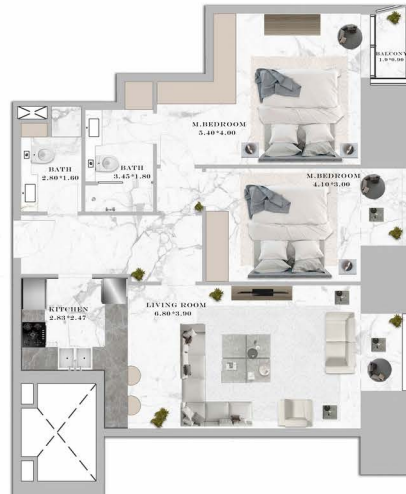 BALCONY
1.9*0.90
M.BEDROOM
5.40*4.00
BATH
2.80*1.60
BATH
3.45*1.80
M.BEDROOM
4.10*3.00
KITCHEN
2.83*2.47
LIVING ROOM
6.80*3.90